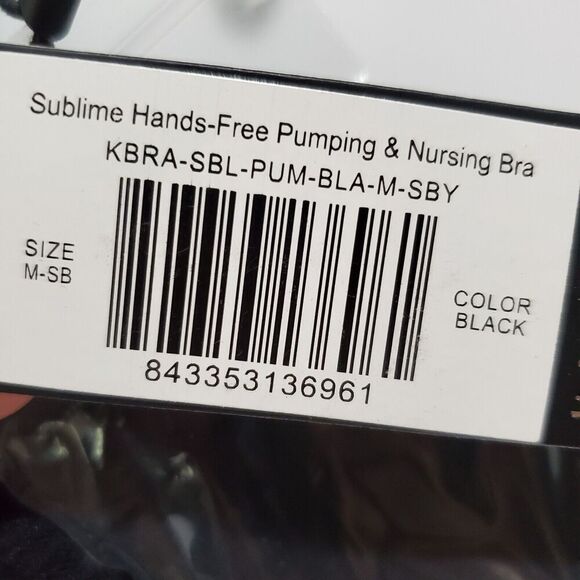 Sublime Hands-Free Pumping & Nursing Bra
KBRA-SBL-PUM-BLA-M-SBY
SIZE
M-SB
COLOR
BLACK
843353136961